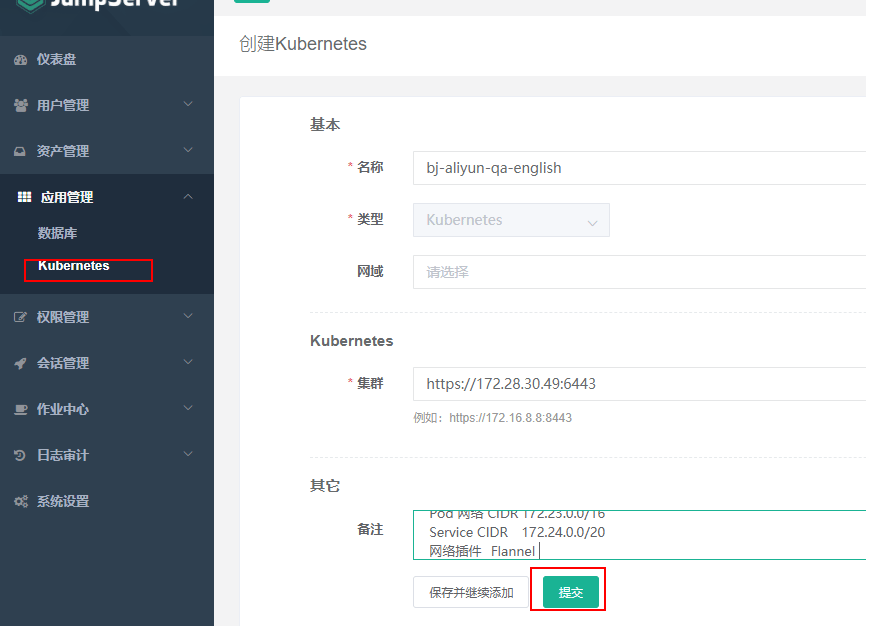 JumpServer
创建Kubernetes
仪表盘
用户管理
资产管理
应用管理
数据库
Kubernetes
权限管理
会话管理
作业中心
日志审计
系统设置
基本
* 名称 bj-aliyun-qa-english
* 类型 Kubernetes
网域 请选择
Kubernetes
* 集群 https://172.28.30.49:6443
例如：https://172.16.8.8:8443
其它
备注
Pod 网络 CIDR 172.23.0.0/16
Service CIDR 172.24.0.0/20
网络插件 Flannel
保存并继续添加 提交